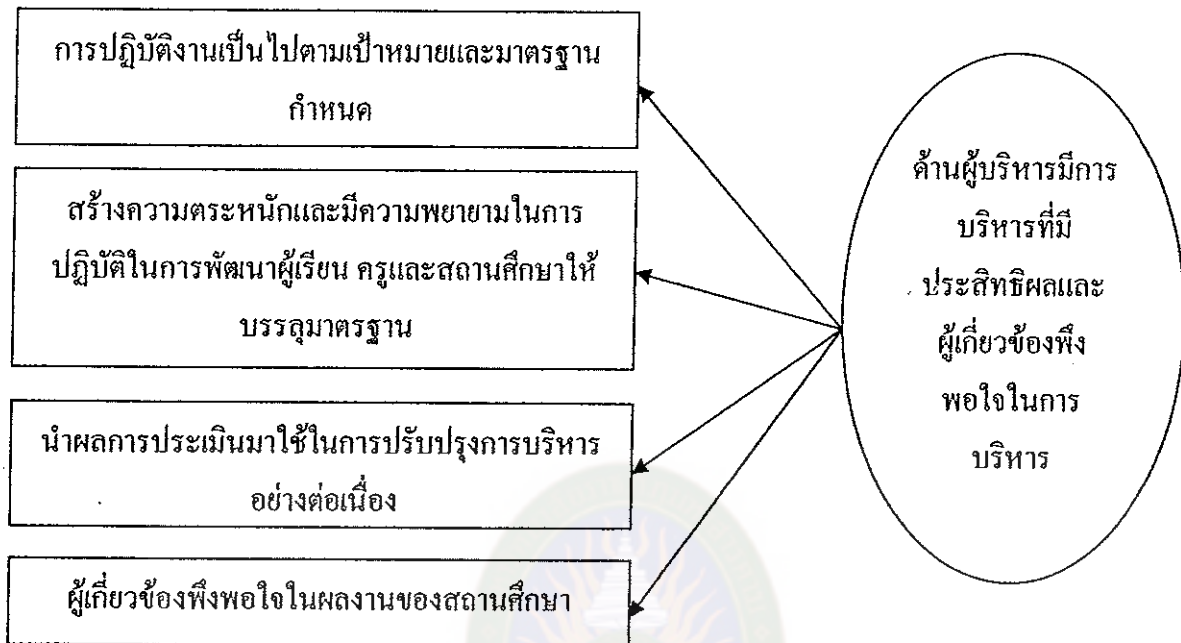 การปฏิบัติงานเป็นไปตามเป้าหมายและมาตรฐาน
กำหนด
สร้างความตระหนักและมีความพยายามในการ
ปฏิบัติในการพัฒนาผู้เรียน ครูและสถานศึกษาให้
บรรลุมาตรฐาน
นำผลการประเมินมาใช้ในการปรับปรุงการบริหาร
อย่างต่อเนื่อง
ผู้เกี่ยวข้องพึงพอใจในผลงานของสถานศึกษา
ด้านผู้บริหารมีการ
บริหารที่มี
ประสิทธิผลและ
ผู้เกี่ยวข้องพึง
พอใจในการ
บริหาร